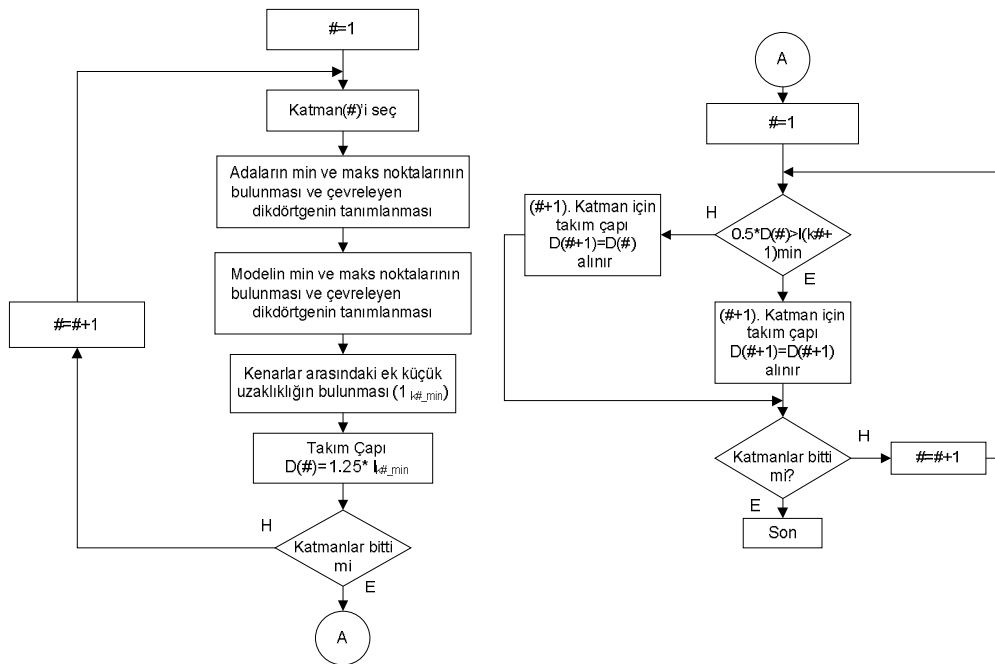 #=1
Katman(#)'i seç
Adaların min ve maks noktalarının
bulunması ve çevreleyen
dikdörtgenin tanımlanması
Modelin min ve maks noktalarının
bulunması ve çevreleyen
dikdörtgenin tanımlanması
#=#+1
Kenarlar arasındaki ek küçük
uzaklıklığın bulunması (1 k#_min)
Takım Çapı
D(#)=1.25* lk#_min
H
Katmanlar bitti
mi
E
A
A
#=1
H
(#+1). Katman için
takım çapı
D(#+1)=D(#)
alınır
0.5*D(#)>l(k#+
1)min
E
(#+1). Katman için
takım çapı
D(#+1)=D(#+1)
alınır
Katmanlar bitti
mi?
H
#=#+1
E
Son